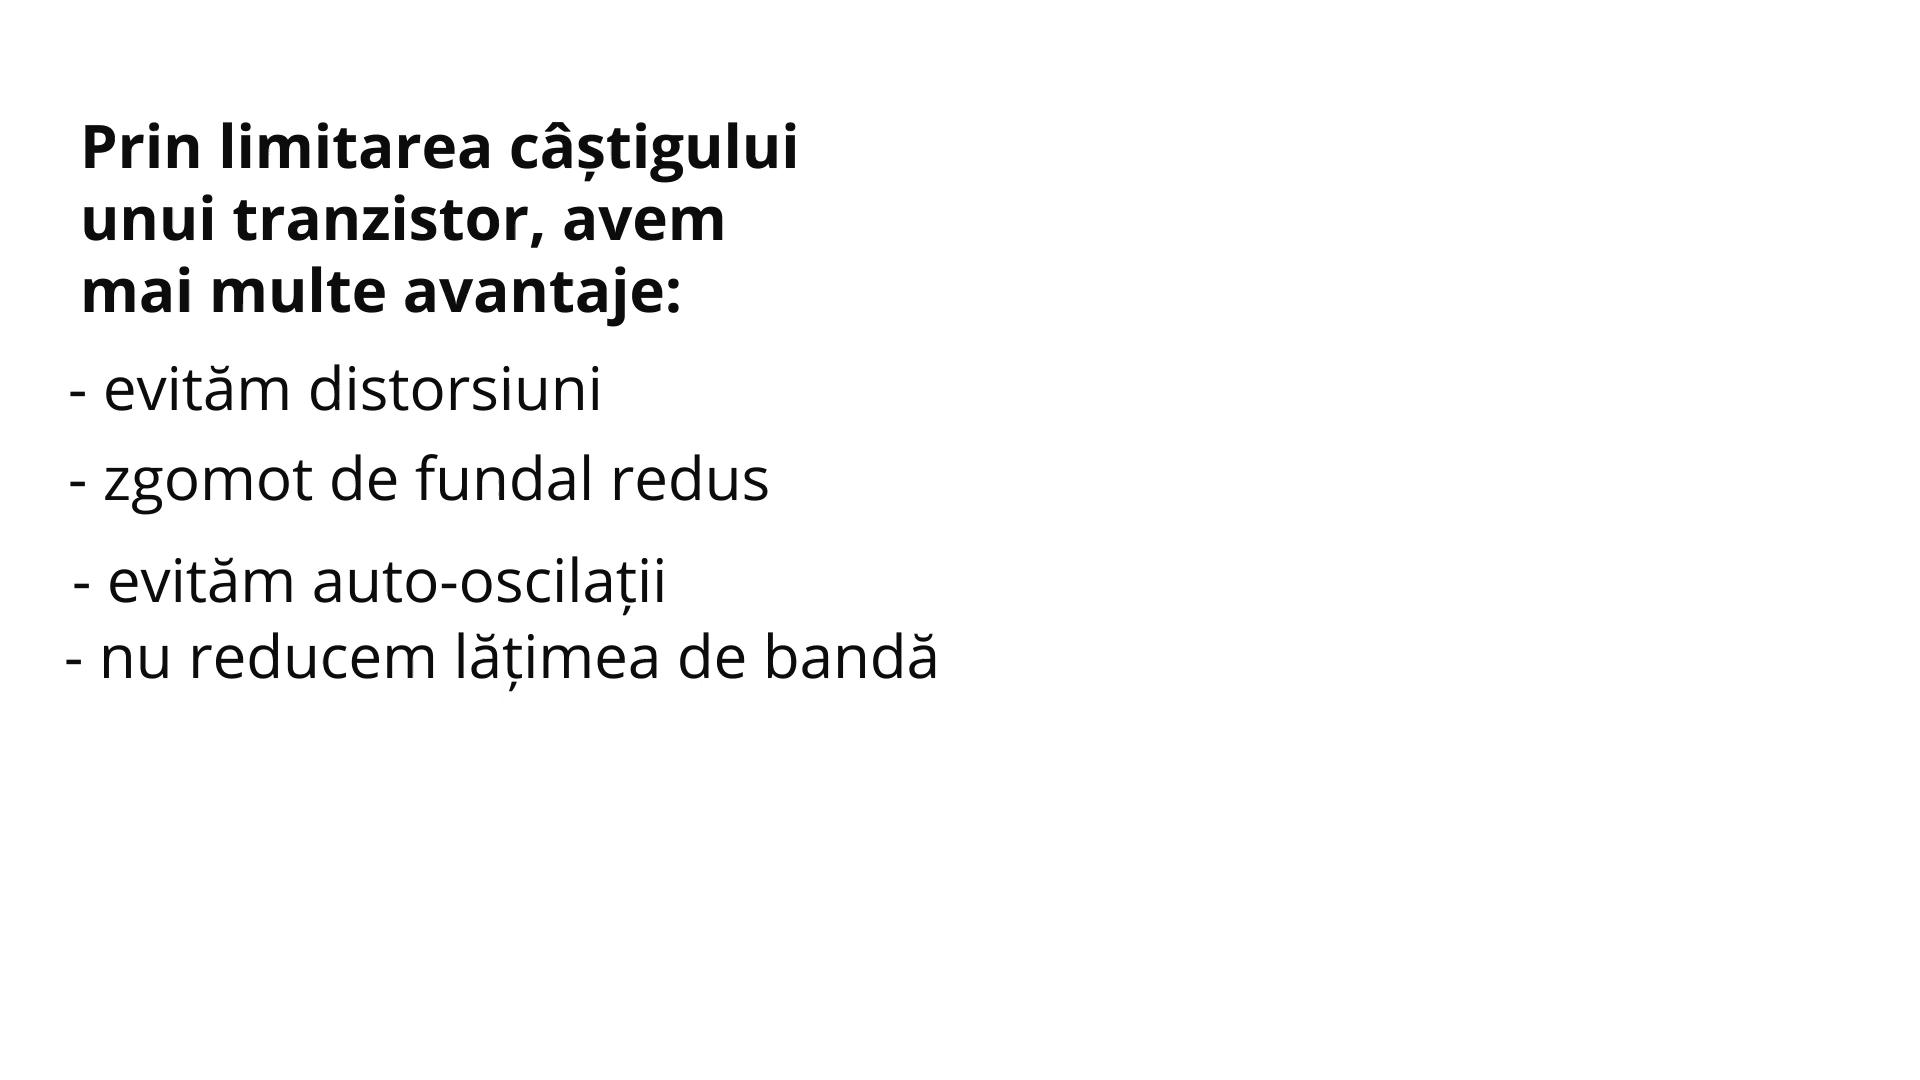 Prin limitarea câștigului
unui tranzistor, avem
mai multe avantaje:
- evităm distorsiuni
- zgomot de fundal redus
- evităm auto-oscilații
- nu reducem lățimea de bandă